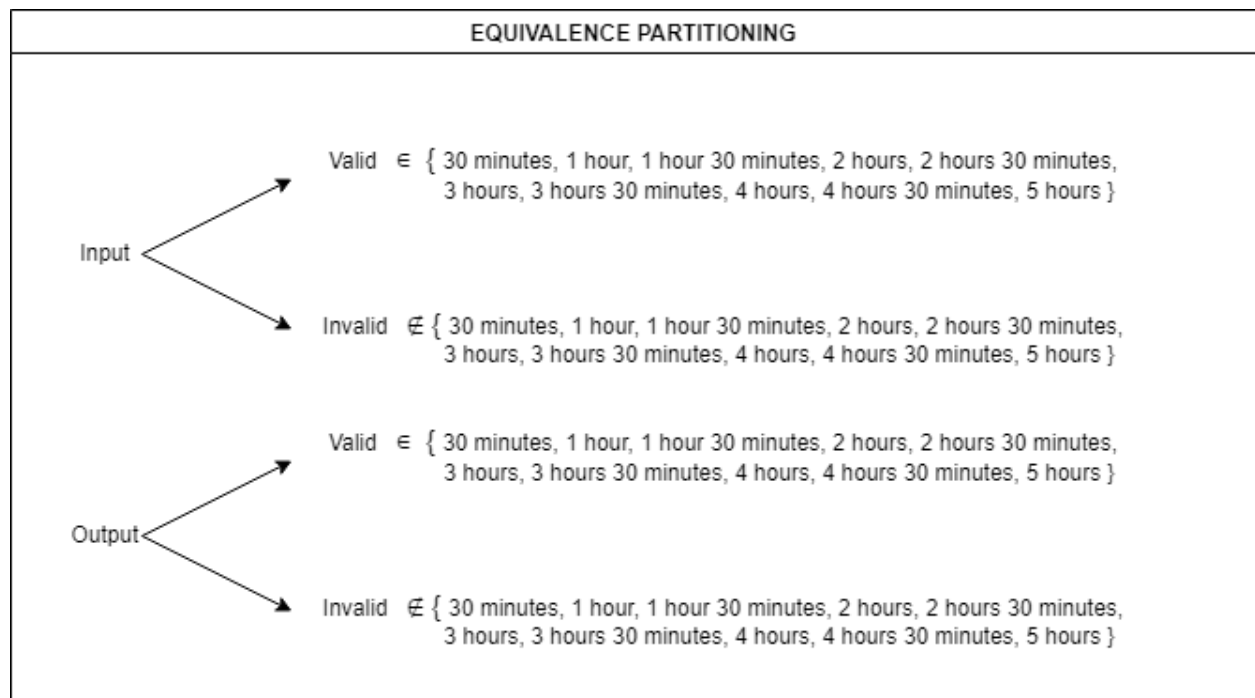 EQUIVALENCE PARTITIONING
Valid ∈ { 30 minutes, 1 hour, 1 hour 30 minutes, 2 hours, 2 hours 30 minutes,
3 hours, 3 hours 30 minutes, 4 hours, 4 hours 30 minutes, 5 hours }
Input
Invalid ∉ { 30 minutes, 1 hour, 1 hour 30 minutes, 2 hours, 2 hours 30 minutes,
3 hours, 3 hours 30 minutes, 4 hours, 4 hours 30 minutes, 5 hours }
Valid ∈ { 30 minutes, 1 hour, 1 hour 30 minutes, 2 hours, 2 hours 30 minutes,
3 hours, 3 hours 30 minutes, 4 hours, 4 hours 30 minutes, 5 hours }
Output
Invalid ∉ { 30 minutes, 1 hour, 1 hour 30 minutes, 2 hours, 2 hours 30 minutes,
3 hours, 3 hours 30 minutes, 4 hours, 4 hours 30 minutes, 5 hours }